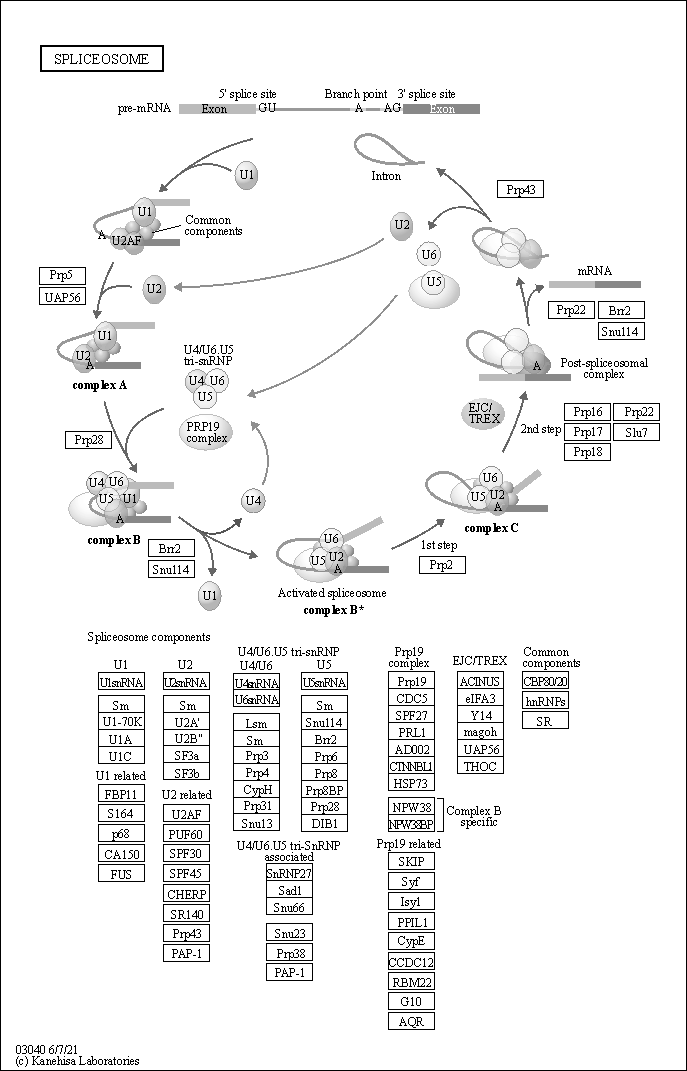 SPLICEOSOME
5' splice site Branch point 3' splice site
pre-mRNA Exon GU A AG Exon
U1
Intron
Prp43
U1
A
U2AF
Common
components
U2
U6
U5
mRNA
Prp5
UAP56
U2
Prp22 Brr2
Snu114
U1
U2
A
complex A
U4/U6.U5
tri-snRNP
U4 U6
U5
A
Post-spliceosomal
complex
PRP19
complex
EJC/
TREX
2nd step
Prp16 Prp22
Prp17 Slu7
Prp18
Prp28
U4 U6
U5 U1
A
complex B
U4
U6
U5 U2
A
complex C
Brr2
Snu114
U1
U6
U5 U2
A
1st step
Prp2
Activated spliceosome
complex B*
Spliceosome components
U1
U1snRNA
Sm
U1-70K
U1A
U1C
U1 related
FBP11
S164
p68
CA150
FUS
U2
U2snRNA
Sm
U2A'
U2B"
SF3a
SF3b
U2 related
U2AF
PUF60
SPF30
SPF45
CHERP
SR140
Prp43
PAP-1
U4/U6.U5 tri-snRNP
U4/U6
U4snRNA
U6snRNA
Lsm
Sm
Prp3
Prp4
CypH
Prp31
Snu13
U5
U5snRNA
Sm
Snu114
Brr2
Prp6
Prp8
Prp8BP
Prp28
DIB1
U4/U6.U5 tri-SnRNP
associated
SnRNP27
Sad1
Snu66
Snu23
Prp38
PAP-1
Prp19
complex
Prp19
CDC5
SPF27
PRL1
AD002
CTNNBL1
HSP73
NPW38
NPW38BP
Complex B
specific
Prp19 related
SKIP
Syf
Isy1
PPIL1
CypE
CCDC12
RBM22
G10
AQR
EJC/TREX
ACINUS
eIFA3
Y14
magoh
UAP56
THOC
Common
components
CBP80/20
hnRNPs
SR
03040 6/7/21
(c) Kanehisa Laboratories